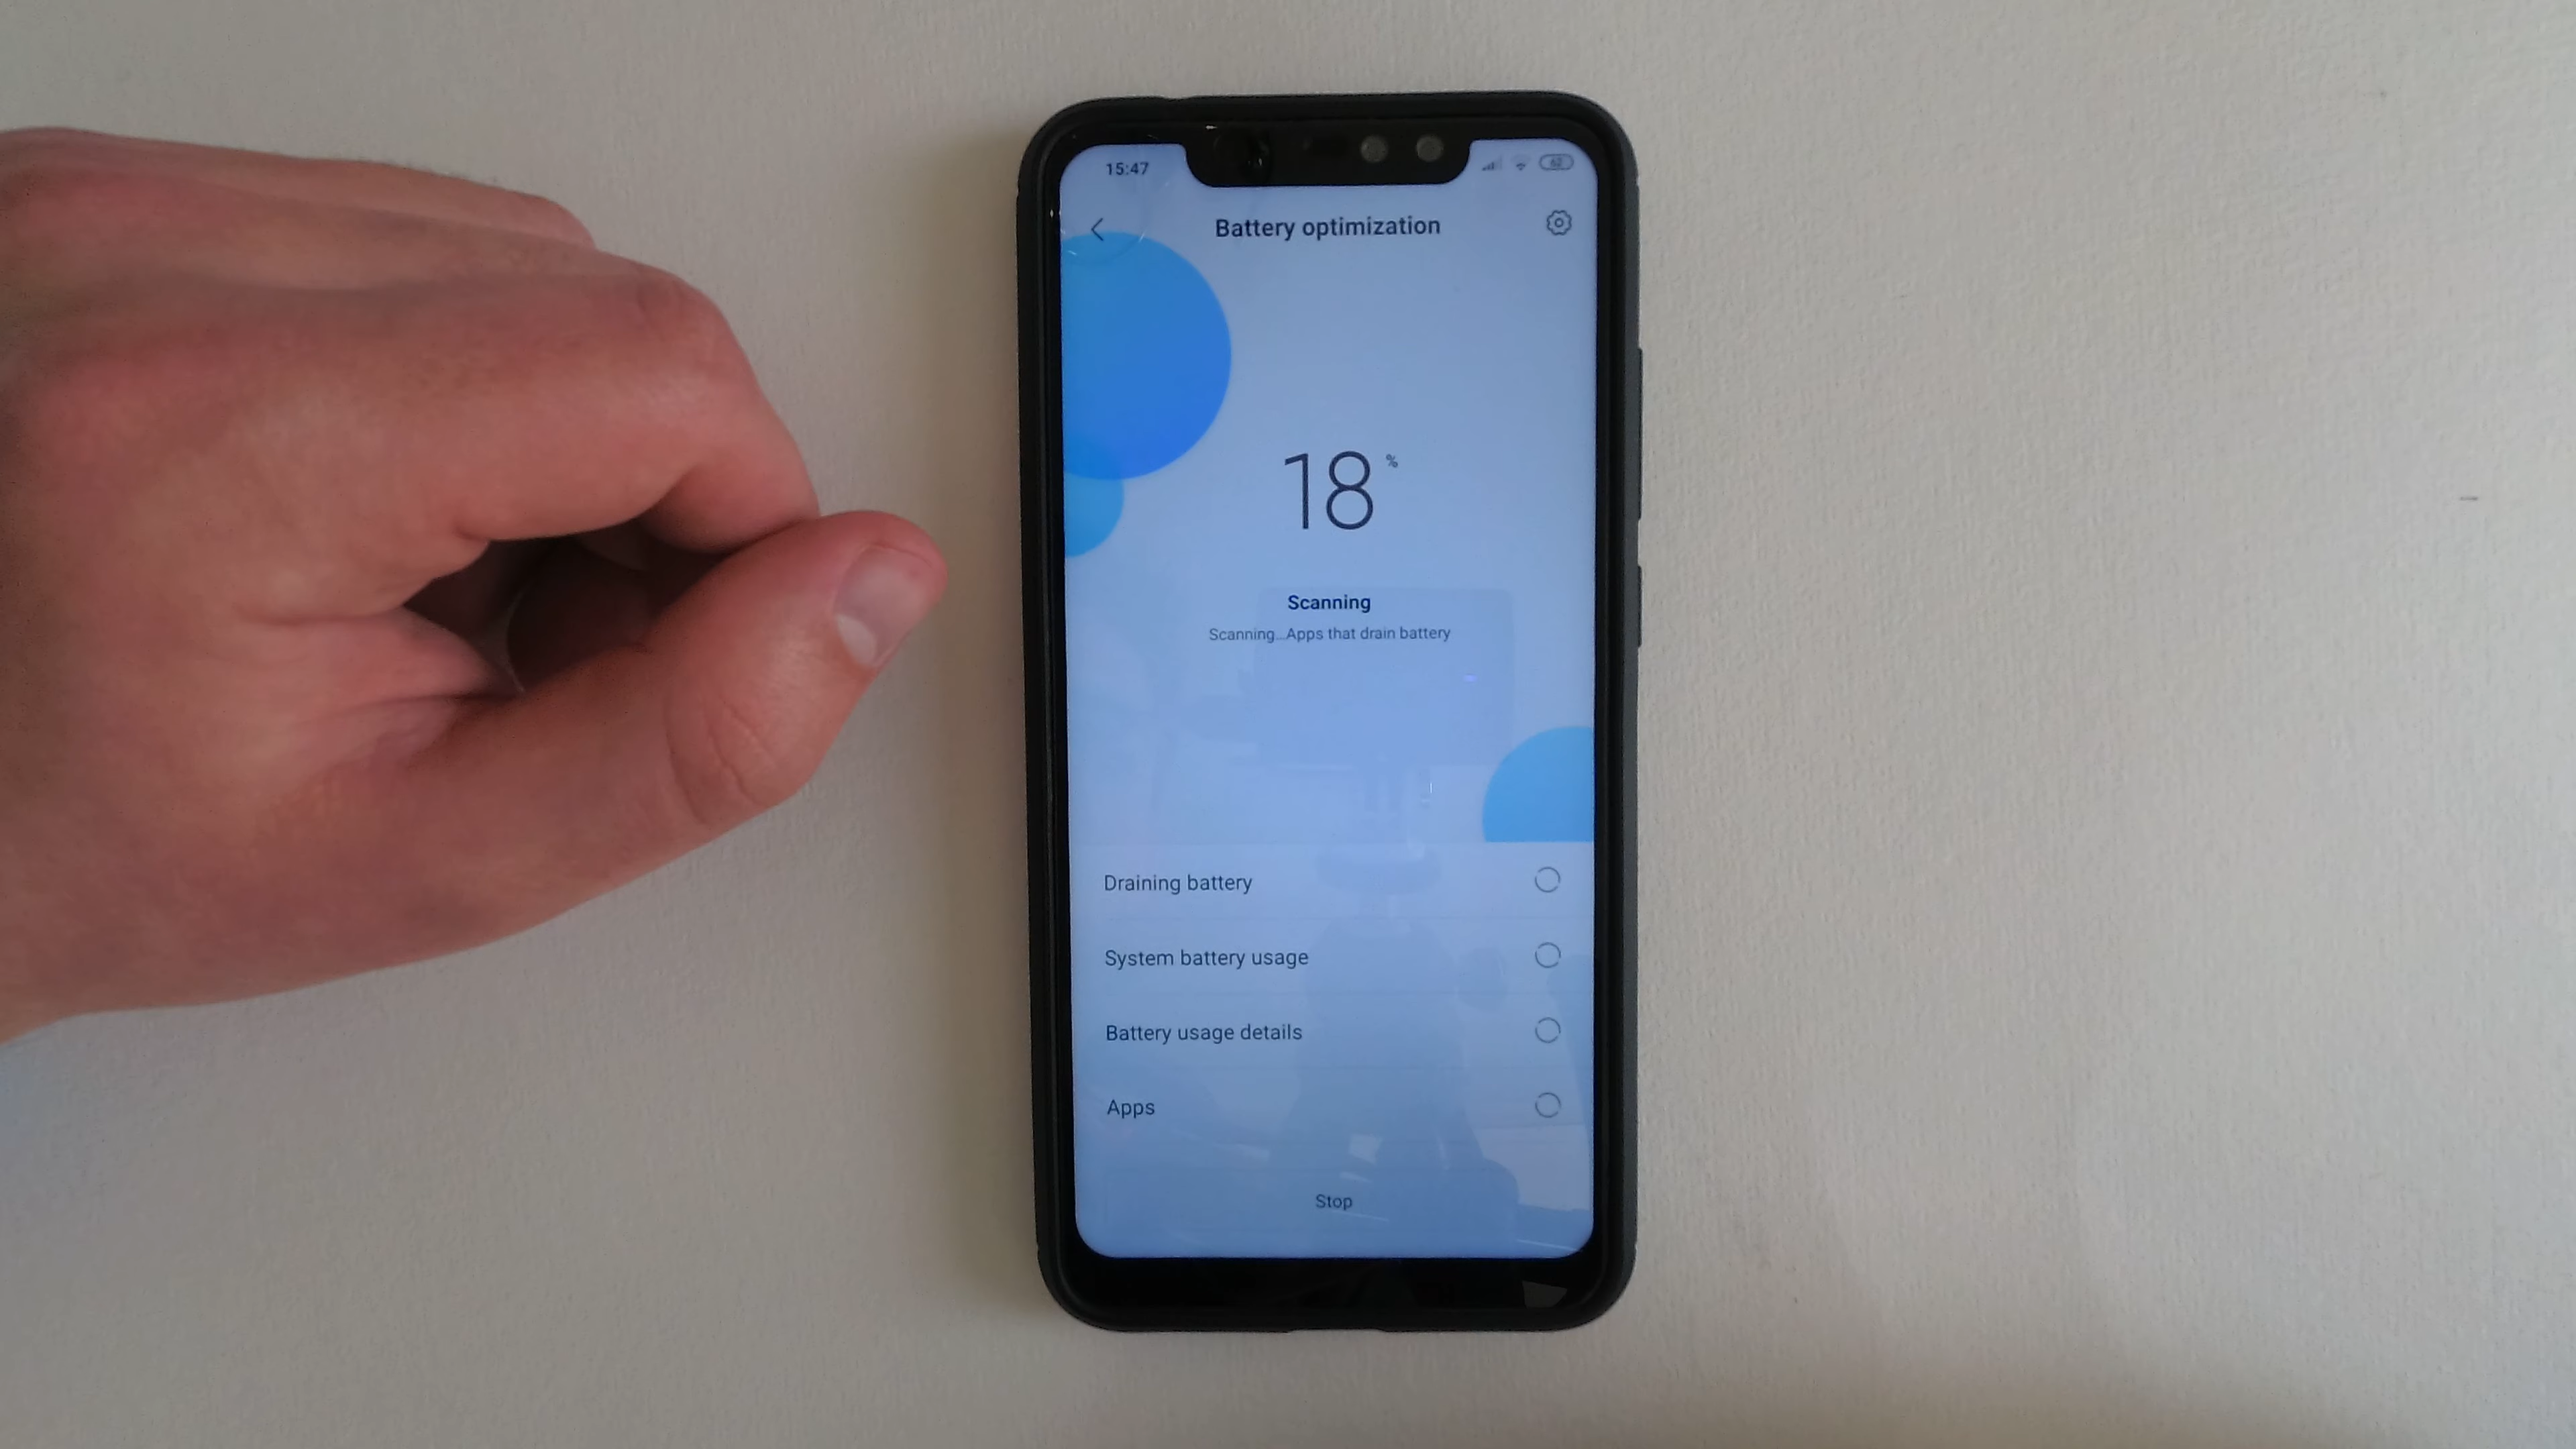 15:47
62
Battery optimization
18 %
Scanning
Scanning...Apps that drain battery
Draining battery
System battery usage
Battery usage details
Apps
Stop